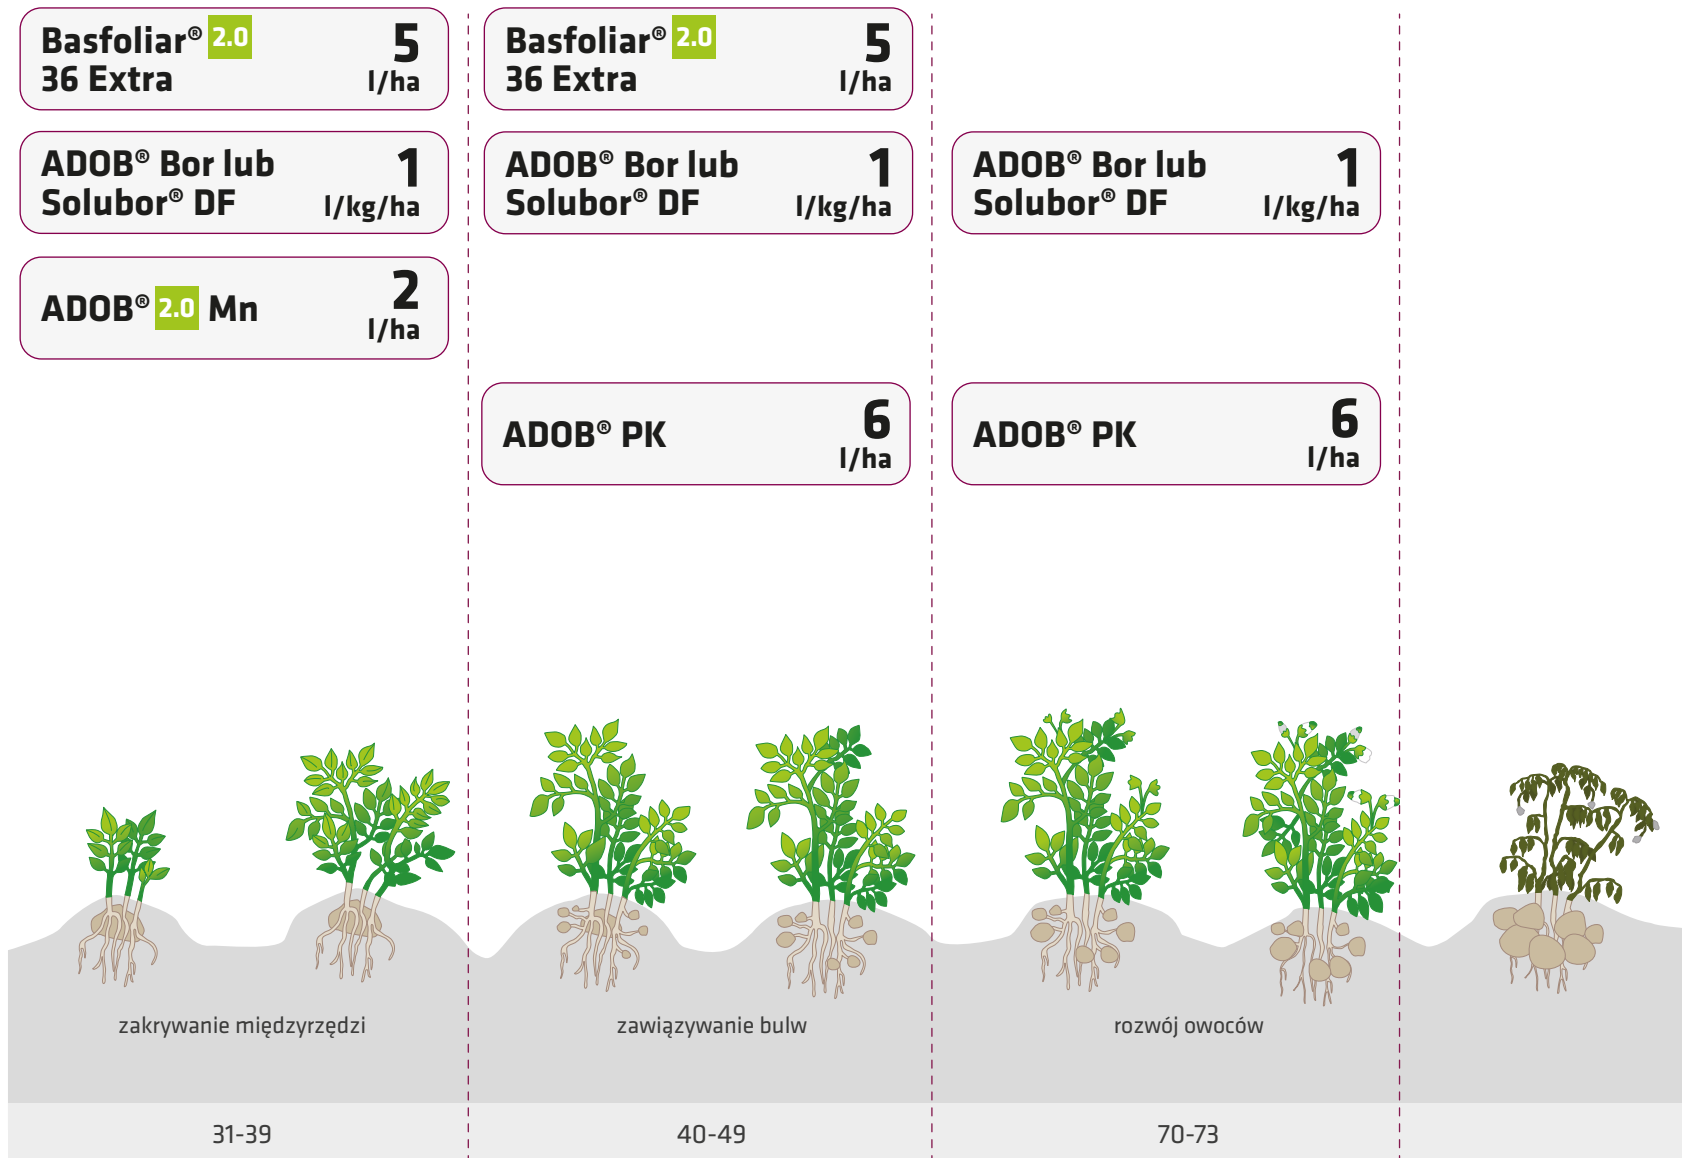 Basfoliar® 2.0
36 Extra
5
l/ha
Basfoliar® 2.0
36 Extra
5
l/ha
ADOB® Bor lub
Solubor® DF
1
l/kg/ha
ADOB® Bor lub
Solubor® DF
1
l/kg/ha
ADOB® Bor lub
Solubor® DF
1
l/kg/ha
ADOB® 2.0 Mn
2
l/ha
ADOB® PK
6
l/ha
ADOB® PK
6
l/ha
zakrywanie międzyrzędzi
zawiązywanie bulw
rozwój owoców
31-39
40-49
70-73